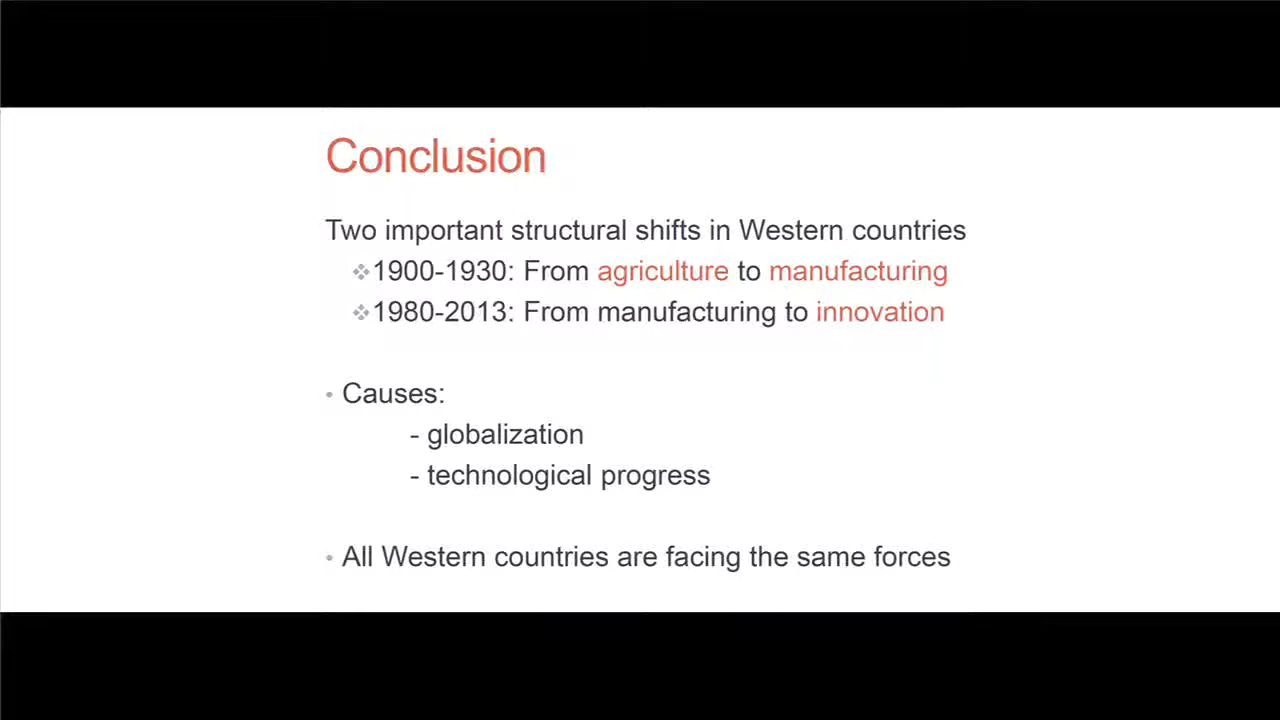 Conclusion
Two important structural shifts in Western countries
❖1900-1930: From agriculture to manufacturing
❖1980-2013: From manufacturing to innovation
• Causes:
- globalization
- technological progress
• All Western countries are facing the same forces